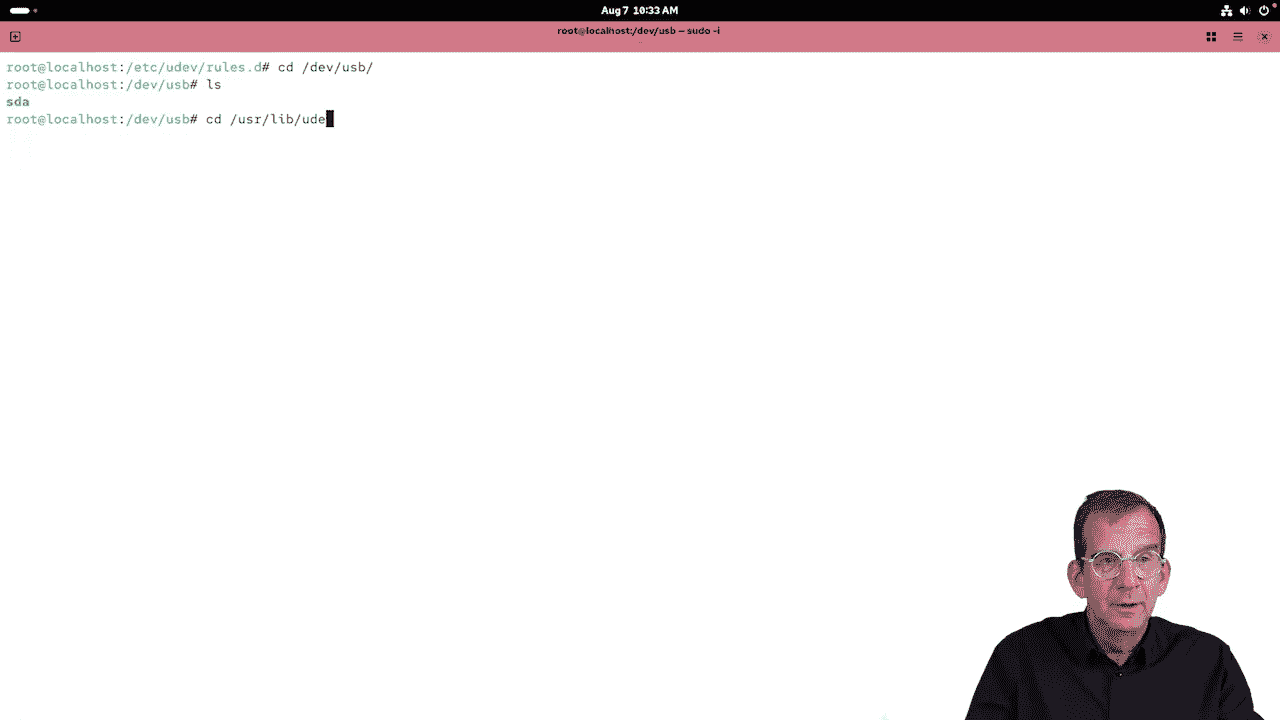 Aug 7 10:33 AM
root@localhost:/dev/usb — sudo -i
root@localhost:/etc/udev/rules.d# cd /dev/usb/
root@localhost:/dev/usb# ls
sda
root@localhost:/dev/usb# cd /usr/lib/ude